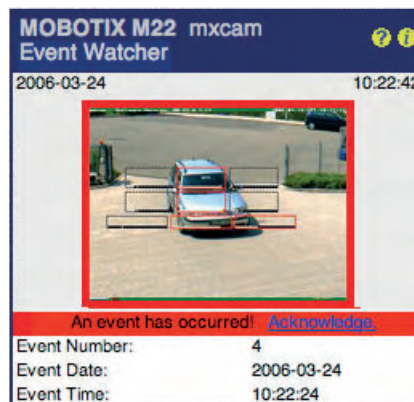 MOBOTIX M22 mxcam
Event Watcher
? i
2006-03-24 10:22:42
An event has occurred! Acknowledge.
Event Number: 4
Event Date: 2006-03-24
Event Time: 10:22:24